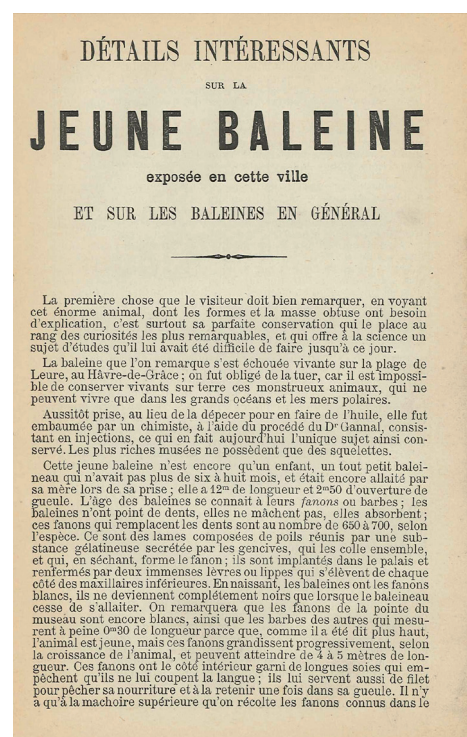 DÉTAILS INTÉRESSANTS
SUR LA
JEUNE BALEINE
exposée en cette ville
ET SUR LES BALEINES EN GÉNÉRAL
La première chose que le visiteur doit bien remarquer, en voyant
cet énorme animal, dont les formes et la masse obtuse ont besoin
d'explication, c'est surtout sa parfaite conservation qui le place au
rang des curiosités les plus remarquables, et qui offre à la science un
sujet d'études qu'il lui avait été difficile de faire jusqu'à ce jour.
La baleine que l'on remarque s'est échouée vivante sur la plage de
Leure, au Hâvre-de-Grâce ; on fut obligé de la tuer, car il est impossi-
ble de conserver vivants sur terre ces monstrueux animaux, qui ne
peuvent vivre que dans les grands océans et les mers polaires.
Aussitôt prise, au lieu de la dépecer pour en faire de l'huile, elle fut
embaumée par un chimiste, à l'aide du procédé du Dr Gannal, consis-
tant en injections, ce qui en fait aujourd'hui l'unique sujet ainsi con-
servé. Les plus riches musées ne possèdent que des squelettes.
Cette jeune baleine n'est encore qu'un enfant, un tout petit balei-
neau qui n'avait pas plus de six à huit mois, et était encore allaité par
sa mère lors de sa prise ; elle a 12m de longueur et 2m50 d'ouverture de
gueule. L'âge des baleines se connait à leurs fanons ou barbes ; les
baleines n'ont point de dents, elles ne mâchent pas, elles absorbent ;
ces fanons qui remplacent les dents sont au nombre de 650 à 700, selon
l'espèce. Ce sont des lames composées de poils réunis par une sub-
stance gélatineuse secrétée par les gencives, qui les colle ensemble,
et qui, en séchant, forme le fanon ; ils sont implantés dans le palais et
renfermés par deux immenses lèvres ou lippes qui s'élèvent de chaque
côté des maxillaires inférieures. En naissant, les baleines ont les fanons
blancs, ils ne deviennent complétement noirs que lorsque le baleineau
cesse de s'allaiter. On remarquera que les fanons de la pointe du
museau sont encore blancs, ainsi que les barbes des autres qui mesu-
rent à peine 0m30 de longueur parce que, comme il a été dit plus haut,
l'animal est jeune, mais ces fanons grandissent progressivement, selon
la croissance de l'animal, et peuvent atteindre de 4 à 5 mètres de lon-
gueur. Ces fanons ont le côté intérieur garni de longues soies qui em-
pêchent qu'ils ne lui coupent la langue ; ils lui servent aussi de filet
pour pêcher sa nourriture et à la retenir une fois dans sa gueule. Il n'y
a qu'à la machoire supérieure qu'on récolte les fanons connus dans le